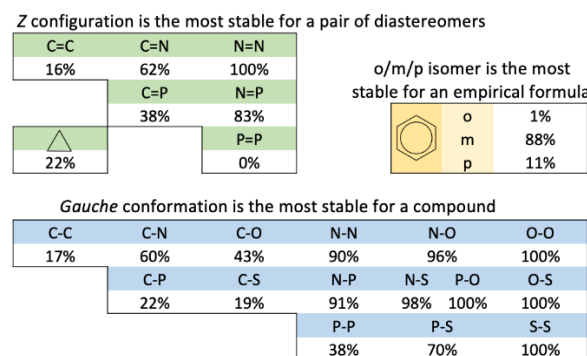 Z configuration is the most stable for a pair of diastereomers
C=C C=N N=N
16% 62% 100%
C=P N=P
38% 83%
P=P
22% 0%
o/m/p isomer is the most
stable for an empirical formula
o 1%
m 88%
p 11%
Gauche conformation is the most stable for a compound
C-C C-N C-O N-N N-O O-O
17% 60% 43% 90% 96% 100%
C-P C-S N-P N-S P-O O-S
22% 19% 91% 98% 100% 100%
P-P P-S S-S
38% 70% 100%